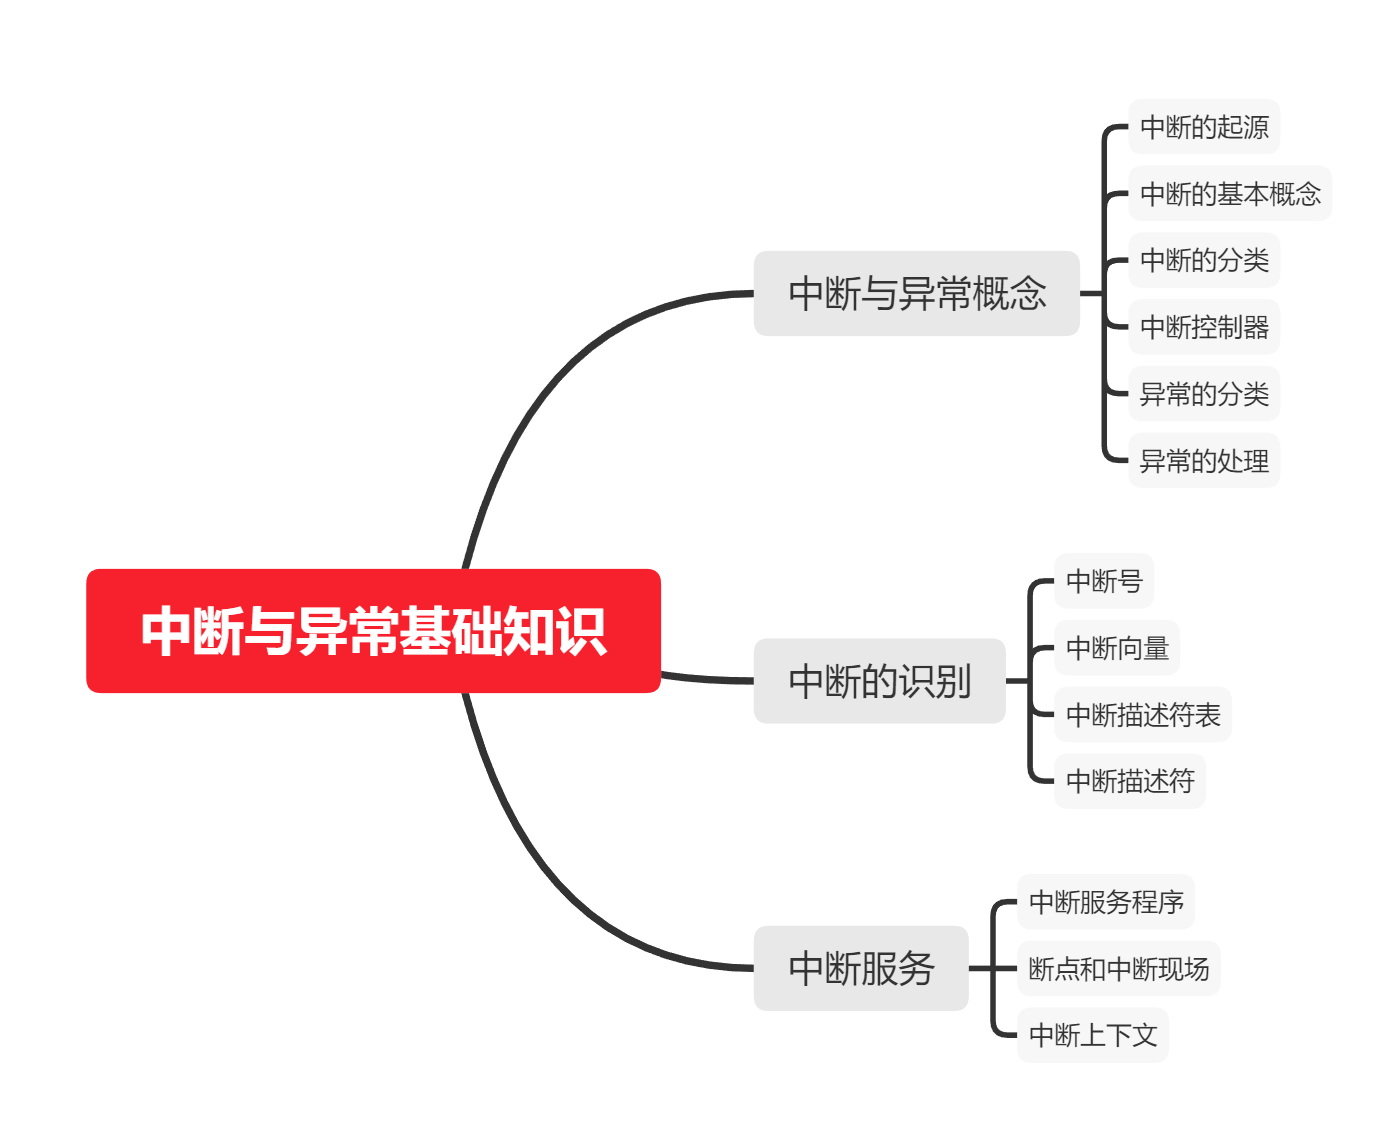 中断与异常基础知识
中断与异常概念
中断的起源
中断的基本概念
中断的分类
中断控制器
异常的分类
异常的处理
中断的识别
中断号
中断向量
中断描述符表
中断描述符
中断服务
中断服务程序
断点和中断现场
中断上下文